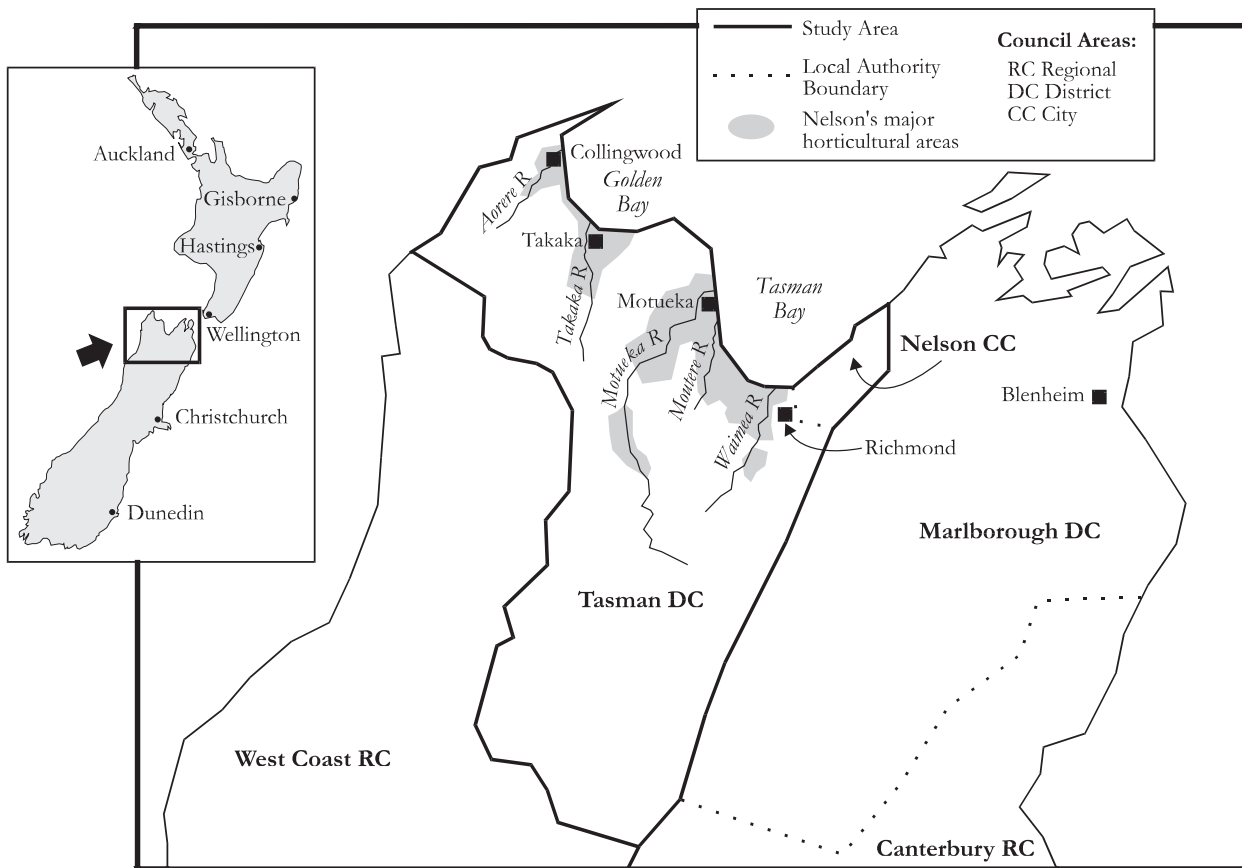 Study Area
Local Authority
Boundary
Nelson's major
horticultural areas
Council Areas:
RC Regional
DC District
CC City
Auckland
Gisborne
Hastings
Wellington
Christchurch
Dunedin
Collingwood
Golden
Bay
Aorere R
Takaka
Takaka R
Motueka
Tasman
Bay
Motueka R
Moutere R
Waimea R
Nelson CC
Richmond
Blenheim
Marlborough DC
Tasman DC
West Coast RC
Canterbury RC